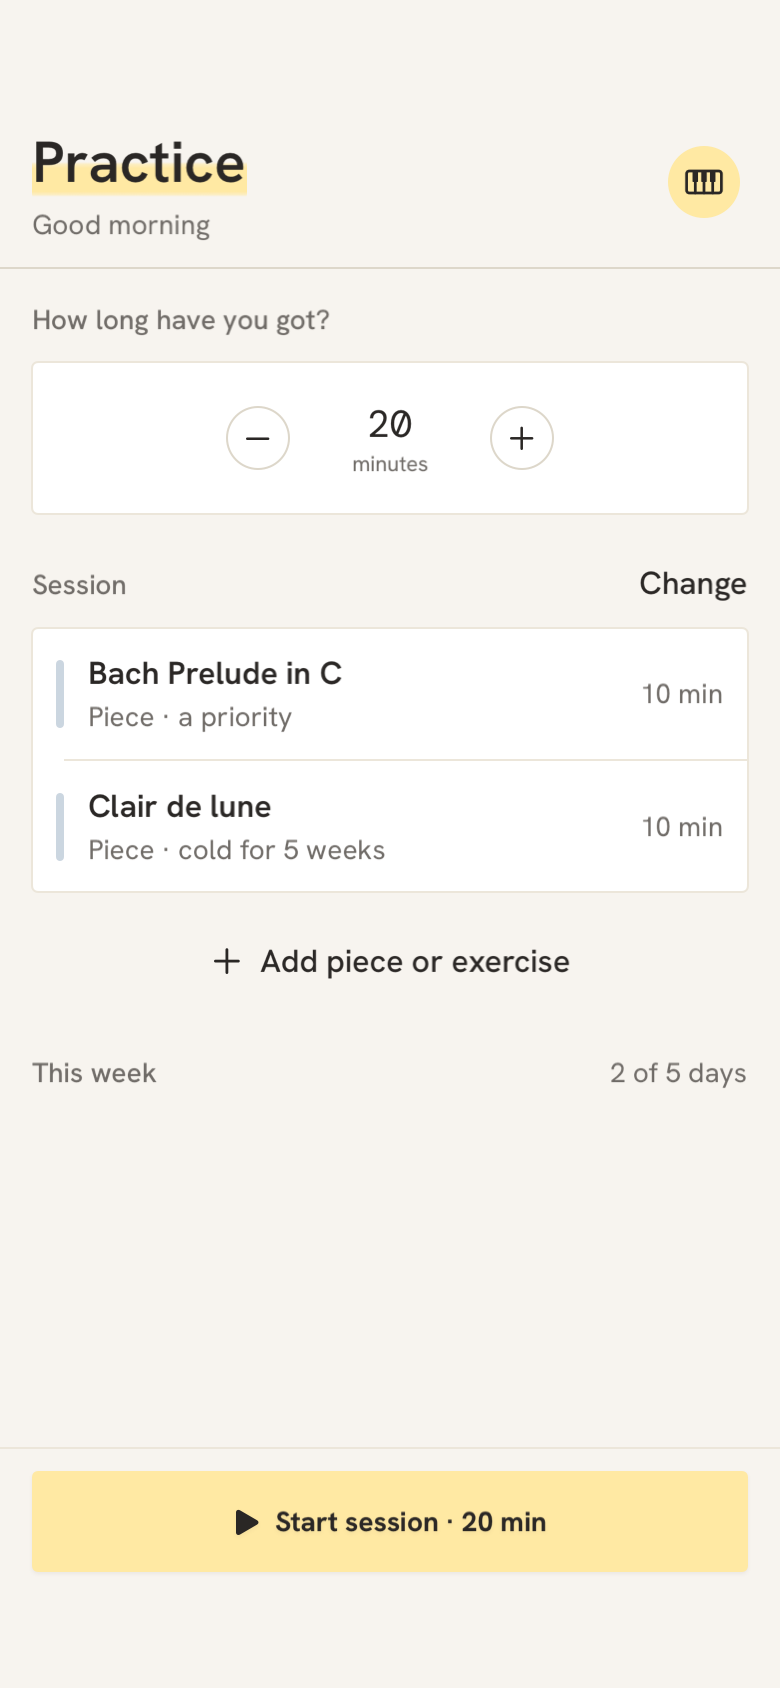 Practice
Good morning
How long have you got?
20
minutes
Session
Change
Bach Prelude in C
Piece · a priority
10 min
Clair de lune
Piece · cold for 5 weeks
10 min
Add piece or exercise
This week
2 of 5 days
Start session · 20 min